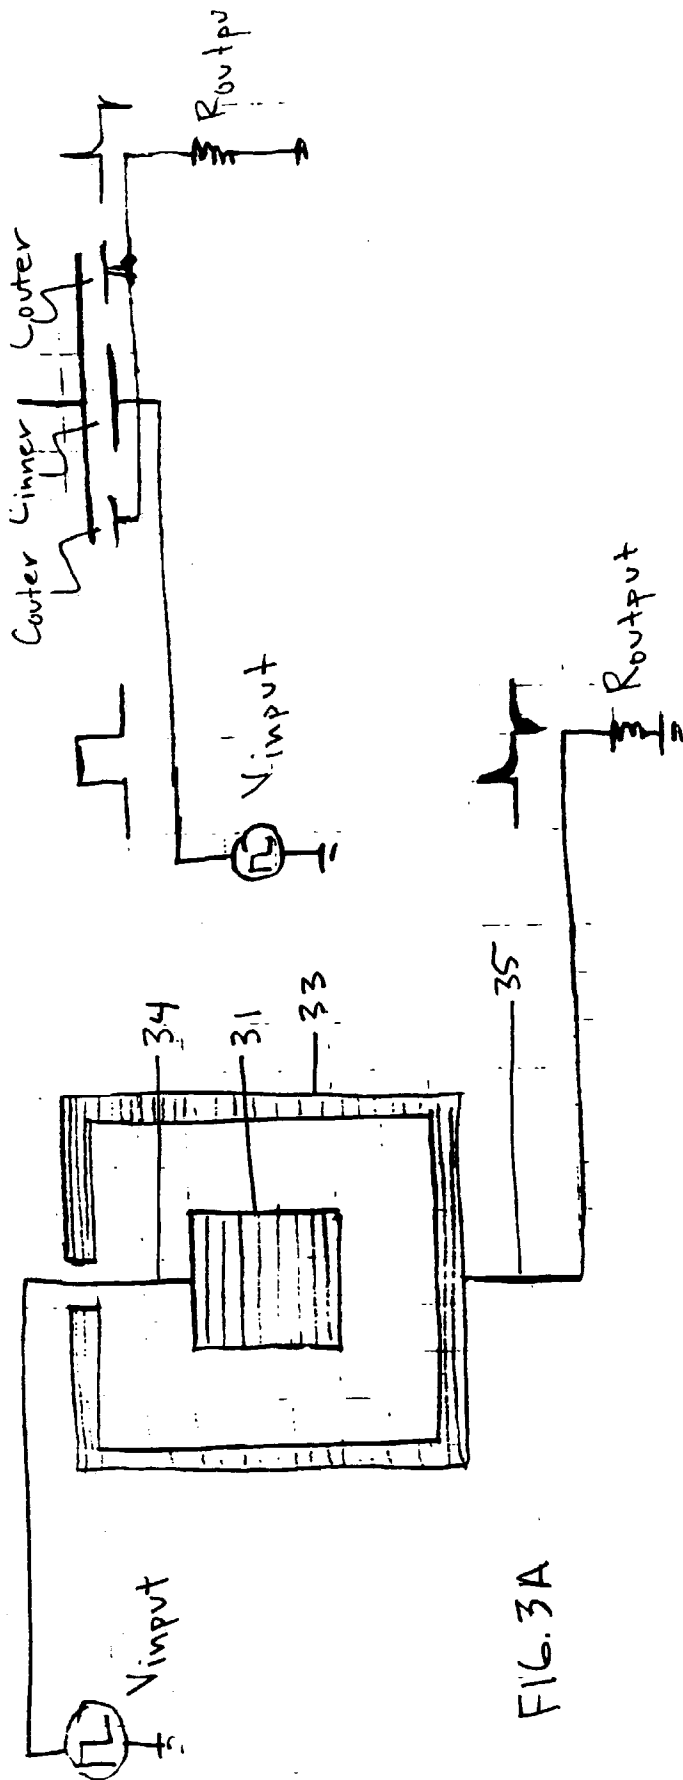 Couter
Cinner
Couter
Routpu
Vinput
Vinput
34
31
33
35
Routput
FIG. 3A